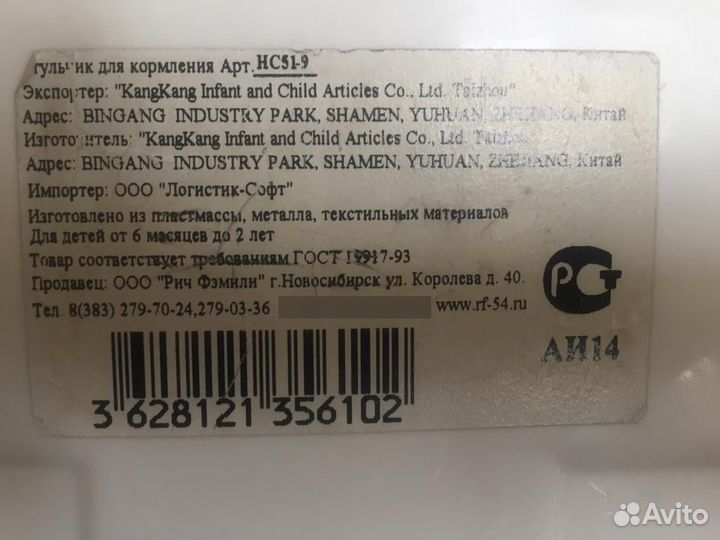 тульчик для кормления Арт. HC51-9
Экспортер: "KangKang Infant and Child Articles Co., Ltd. Taizhou"
Адрес: BINGANG INDUSTRY PARK, SHAMEN, YUHUAN, ZHEJIANG, Китай
Изготовитель: "KangKang Infant and Child Articles Co., Ltd. Taizhou"
Адрес: BINGANG INDUSTRY PARK, SHAMEN, YUHUAN, ZHEJIANG, Китай
Импортер: ООО "Логистик-Софт"
Изготовлено из пластмассы, металла, текстильных материалов
Для детей от 6 месяцев до 2 лет
Товар соответствует требованиям ГОСТ 19917-93
Продавец: ООО "Рич Фэмили" г.Новосибирск ул. Королева д. 40.
Тел. 8(383) 279-70-24,279-03-36 www.rf-54.ru
РСТ
АИ14
3 628121 356102
Avito